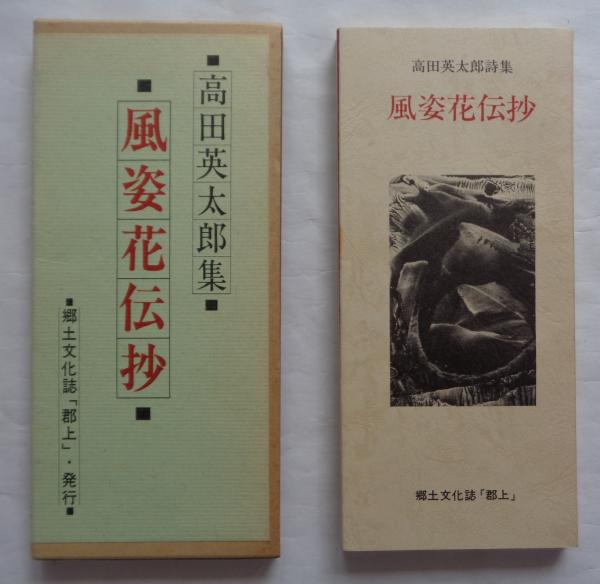 高田英太郎集
風姿花伝抄
郷土文化誌「郡上」・発行
高田英太郎詩集
風姿花伝抄
郷土文化誌「郡上」